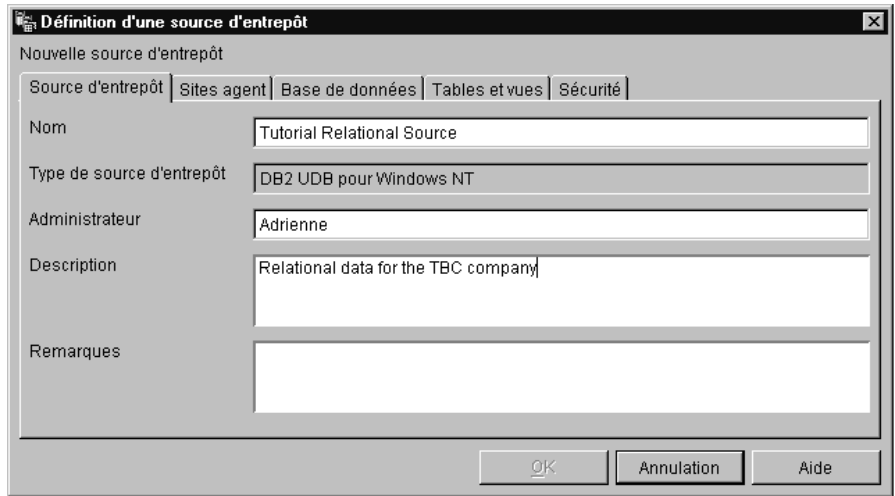 Définition d'une source d'entrepôt
Nouvelle source d'entrepôt
Source d'entrepôt Sites agent Base de données Tables et vues Sécurité
Nom Tutorial Relational Source
Type de source d'entrepôt DB2 UDB pour Windows NT
Administrateur Adrienne
Description Relational data for the TBC company
Remarques
OK Annulation Aide